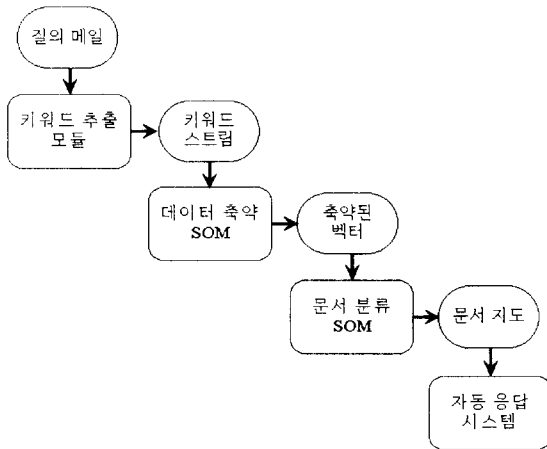 질의 메일
키워드 추출
모듈
키워드
스트림
데이터 축약
SOM
축약된
벡터
문서 분류
SOM
문서 지도
자동 응답
시스템